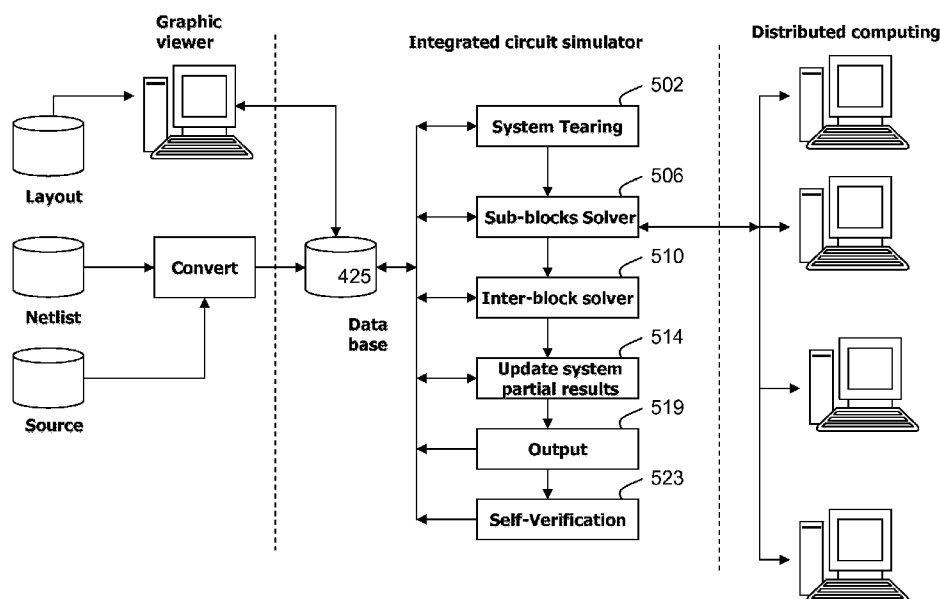 Graphic
viewer
Integrated circuit simulator
Distributed computing
502
System Tearing
Layout
506
Sub-blocks Solver
Netlist
Convert
425
Data
base
510
Inter-block solver
514
Update system
partial results
Source
519
Output
523
Self-Verification